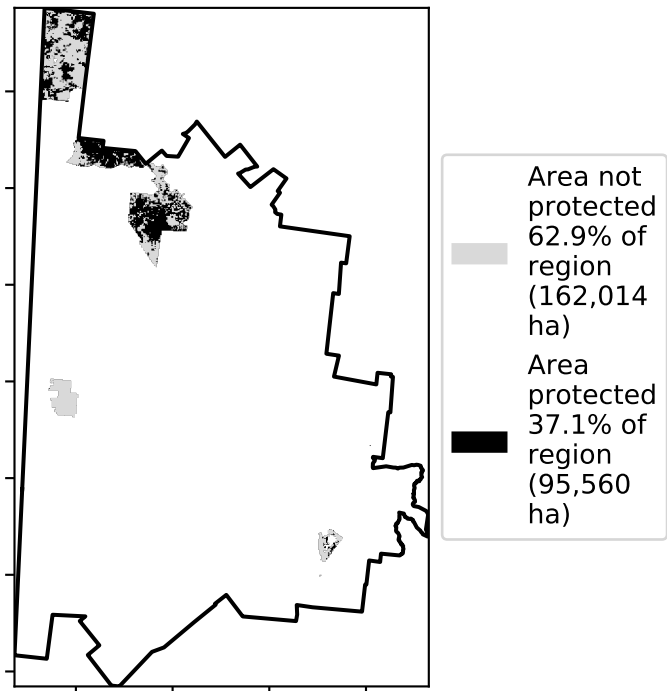 Area not
protected
62.9% of
region
(162,014
ha)
Area
protected
37.1% of
region
(95,560
ha)